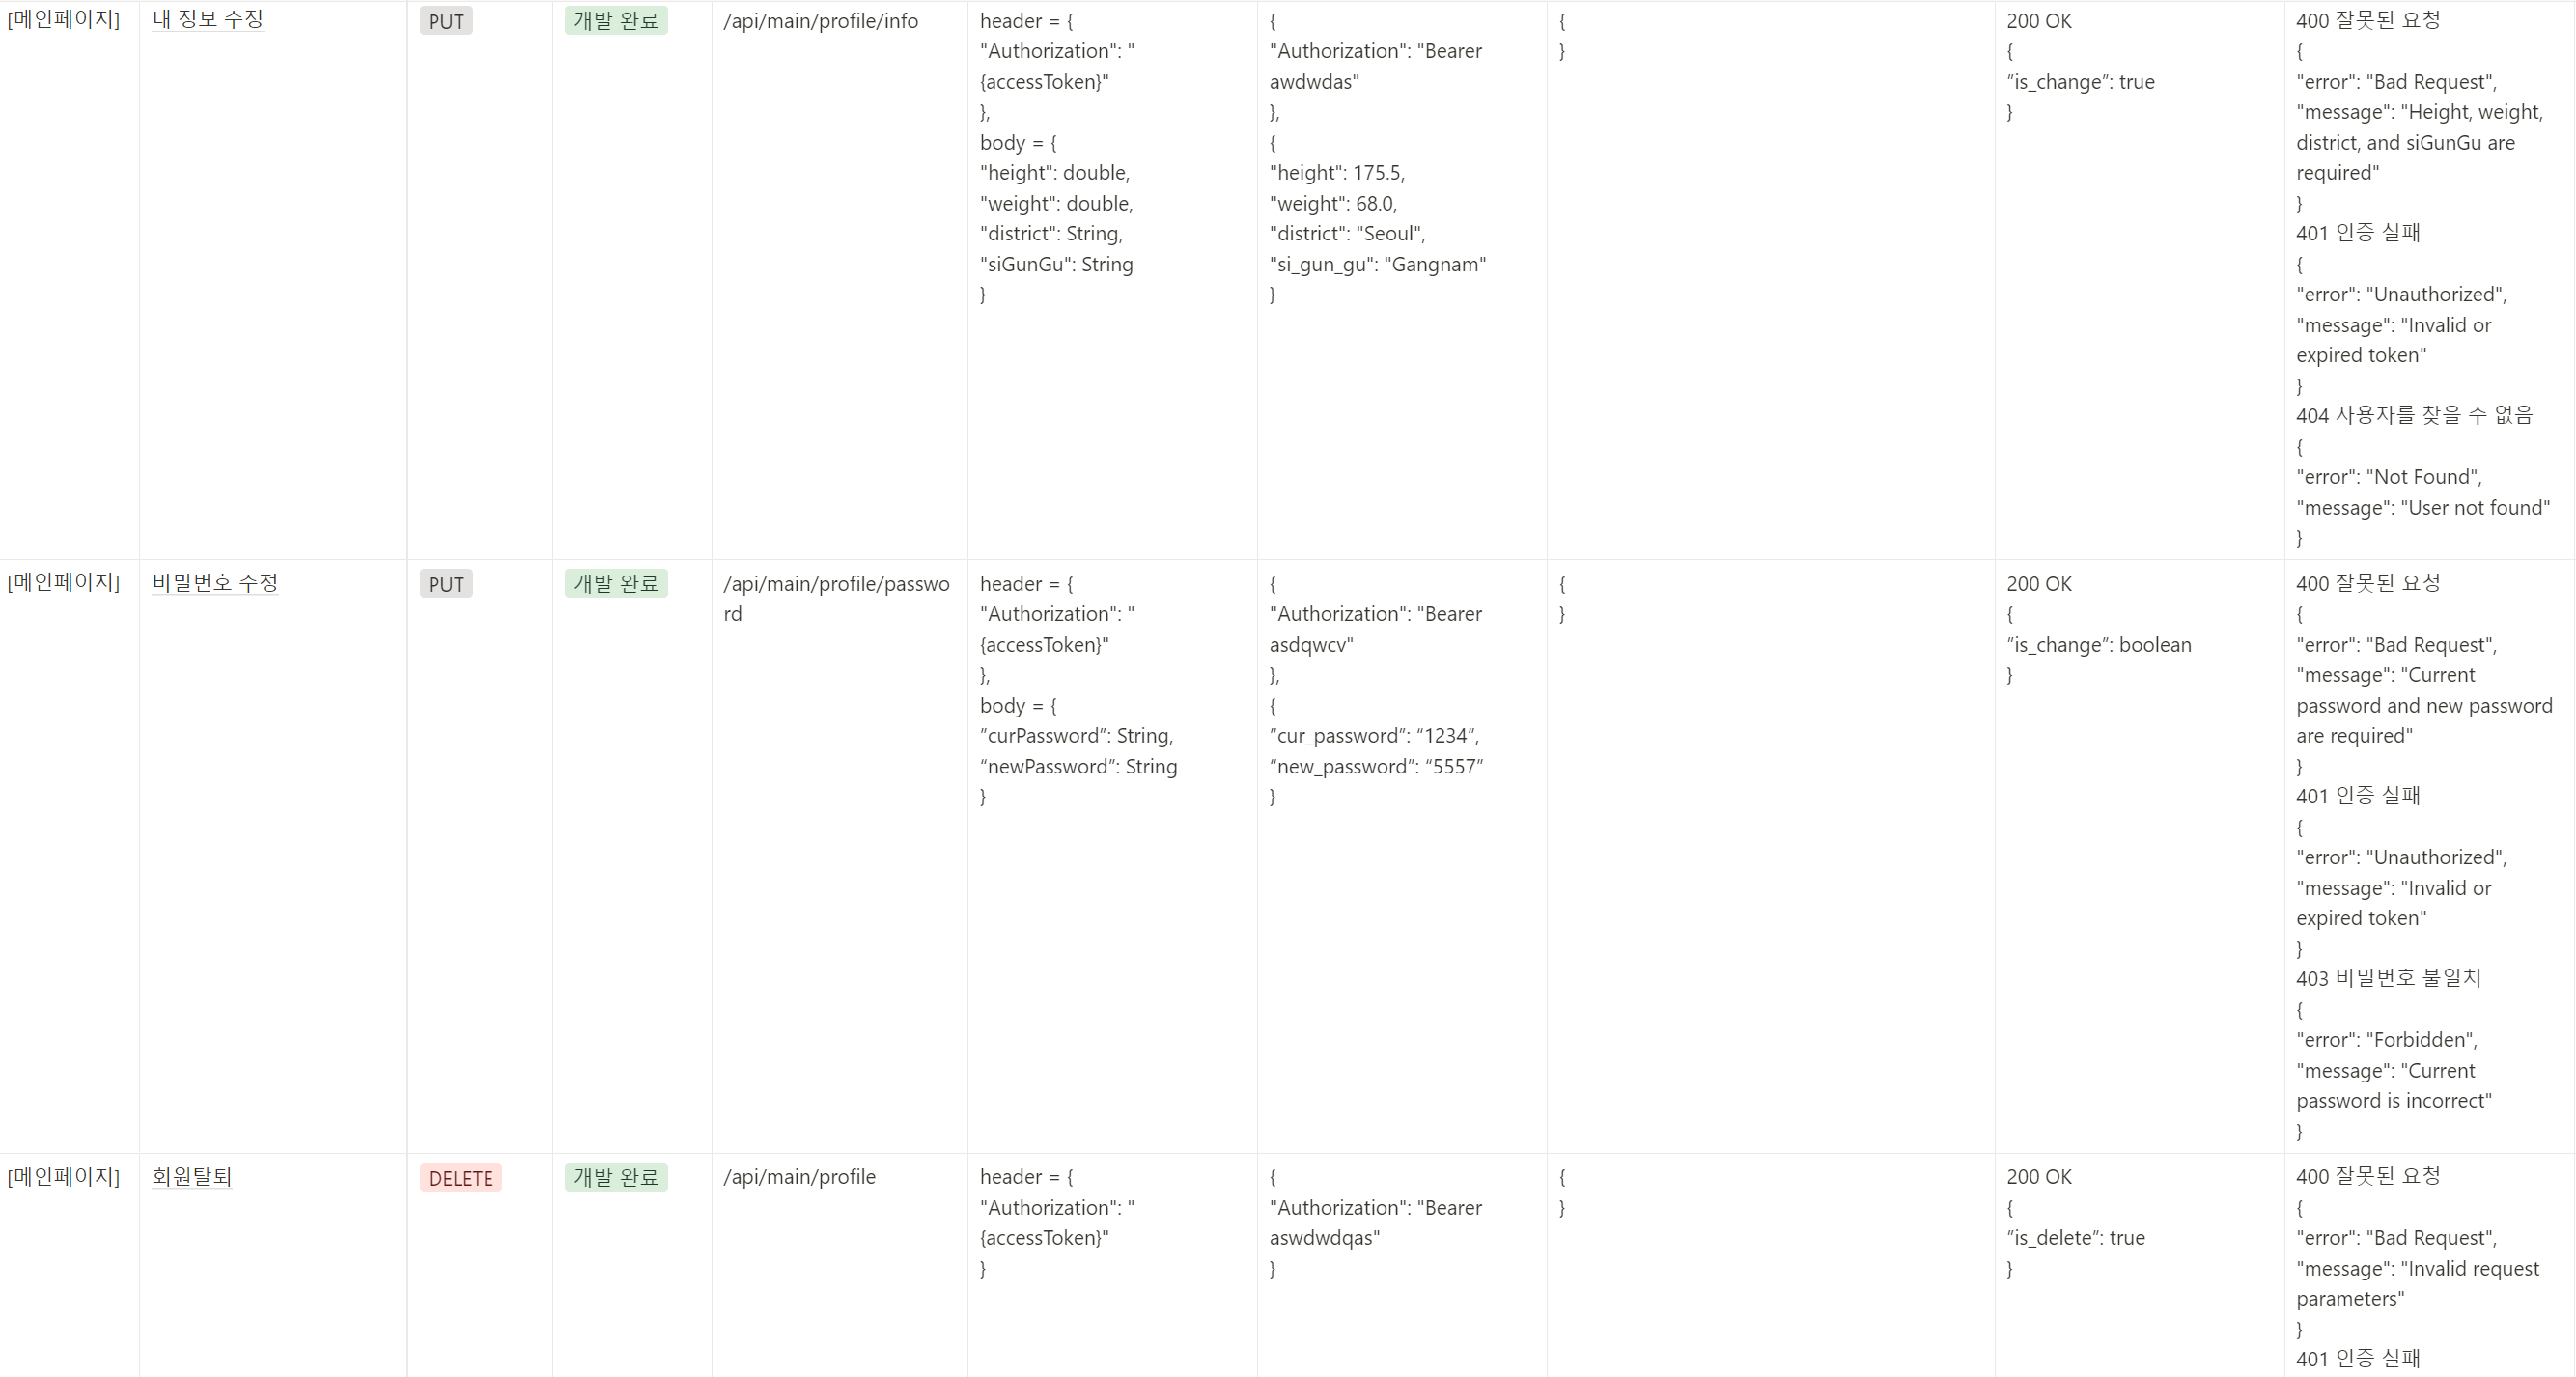 [메인페이지]
내 정보 수정
PUT
개발 완료
/api/main/profile/info
header = {
"Authorization": "
{accessToken}"
},
body = {
"height": double,
"weight": double,
"district": String,
"siGunGu": String
}
{
"Authorization": "Bearer
awdwdas"
},
{
"height": 175.5,
"weight": 68.0,
"district": "Seoul",
"si_gun_gu": "Gangnam"
}
{
}
200 OK
{
”is_change”: true
}
400 잘못된 요청
{
"error": "Bad Request",
"message": "Height, weight,
district, and siGunGu are
required"
}
401 인증 실패
{
"error": "Unauthorized",
"message": "Invalid or
expired token"
}
404 사용자를 찾을 수 없음
{
"error": "Not Found",
"message": "User not found"
}
[메인페이지]
비밀번호 수정
PUT
개발 완료
/api/main/profile/passwo
rd
header = {
"Authorization": "
{accessToken}"
},
body = {
”curPassword”: String,
“newPassword”: String
}
{
"Authorization": "Bearer
asdqwcv"
},
{
”cur_password”: “1234”,
“new_password”: “5557”
}
{
}
200 OK
{
”is_change”: boolean
}
400 잘못된 요청
{
"error": "Bad Request",
"message": "Current
password and new password
are required"
}
401 인증 실패
{
"error": "Unauthorized",
"message": "Invalid or
expired token"
}
403 비밀번호 불일치
{
"error": "Forbidden",
"message": "Current
password is incorrect"
}
[메인페이지]
회원탈퇴
DELETE
개발 완료
/api/main/profile
header = {
"Authorization": "
{accessToken}"
}
{
"Authorization": "Bearer
aswdwdqas"
}
{
}
200 OK
{
”is_delete”: true
}
400 잘못된 요청
{
"error": "Bad Request",
"message": "Invalid request
parameters"
}
401 인증 실패